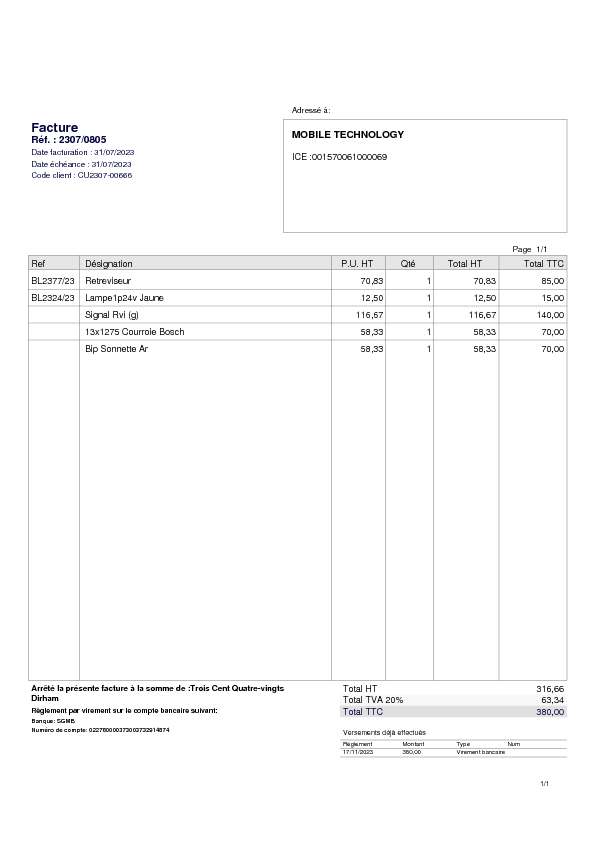 Adressé à:
Facture
Réf. : 2307/0805
Date facturation : 31/07/2023
Date échéance : 31/07/2023
Code client : CU2307-00666
MOBILE TECHNOLOGY
ICE :001570061000069
Page 1/1
Ref Désignation P.U. HT Qté Total HT Total TTC
BL2377/23 Retreviseur 70,83 1 70,83 85,00
BL2324/23 Lampe1p24v Jaune 12,50 1 12,50 15,00
Signal Rvi (g) 116,67 1 116,67 140,00
13x1275 Courroie Bosch 58,33 1 58,33 70,00
Bip Sonnette Ar 58,33 1 58,33 70,00
Arrêté la présente facture à la somme de :Trois Cent Quatre-vingts
Dirham
Règlement par virement sur le compte bancaire suivant:
Banque: SGMB
Numéro de compte:
Total HT 316,66
Total TVA 20% 63,34
Total TTC 380,00
Versements déjà effectués
Règlement Montant Type Num
17/11/2023 380,00 Virement bancaire
1/1